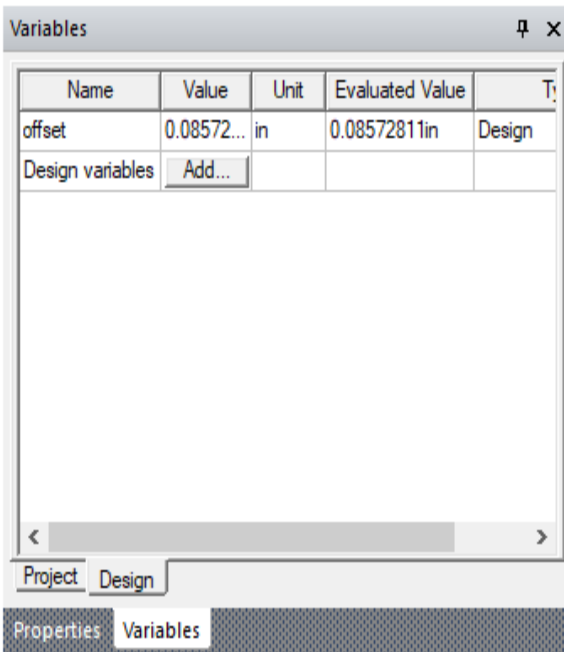 Variables
Name Value Unit Evaluated Value Ty
offset 0.08572... in 0.08572811in Design
Design variables Add...
Project Design
Properties Variables